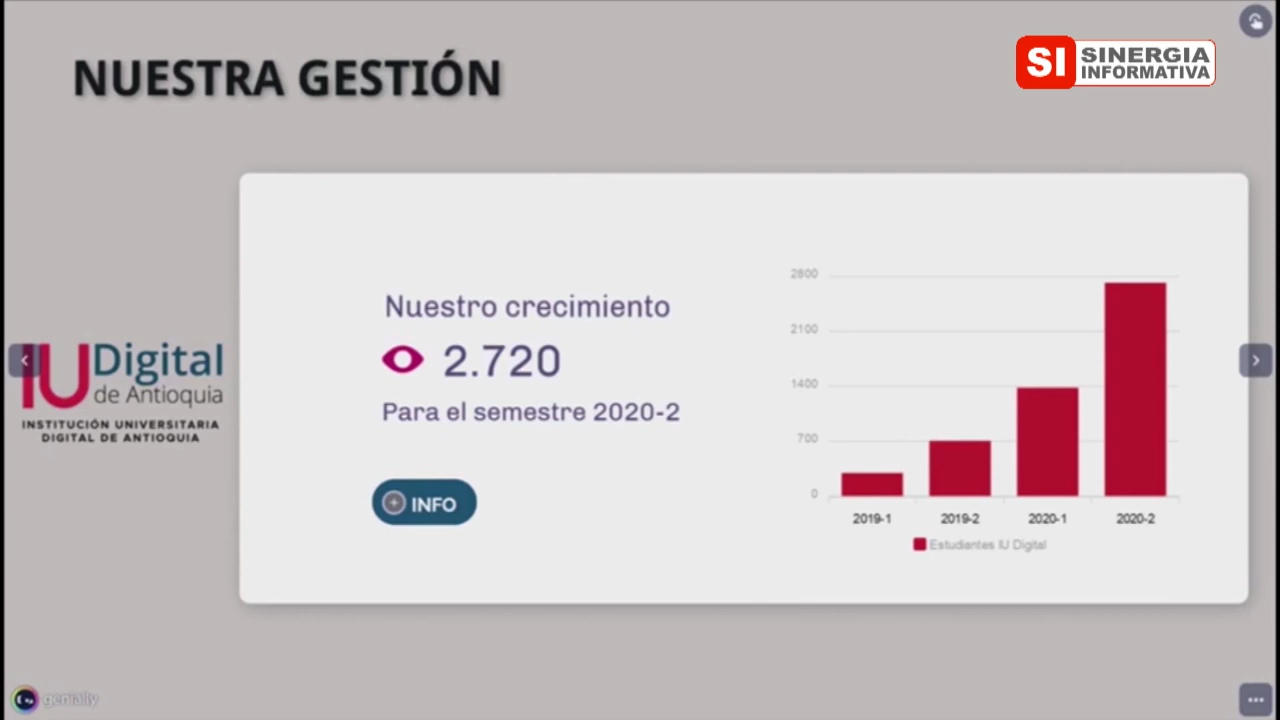 NUESTRA GESTIÓN
SI SINERGIA
INFORMATIVA
Nuestro crecimiento
2.720
Para el semestre 2020-2
INFO
IU Digital
de Antioquia
INSTITUCIÓN UNIVERSITARIA
DIGITAL DE ANTIOQUIA
2800
2100
1400
700
0
2019-1 2019-2 2020-1 2020-2
Estudiantes IU Digital
genially